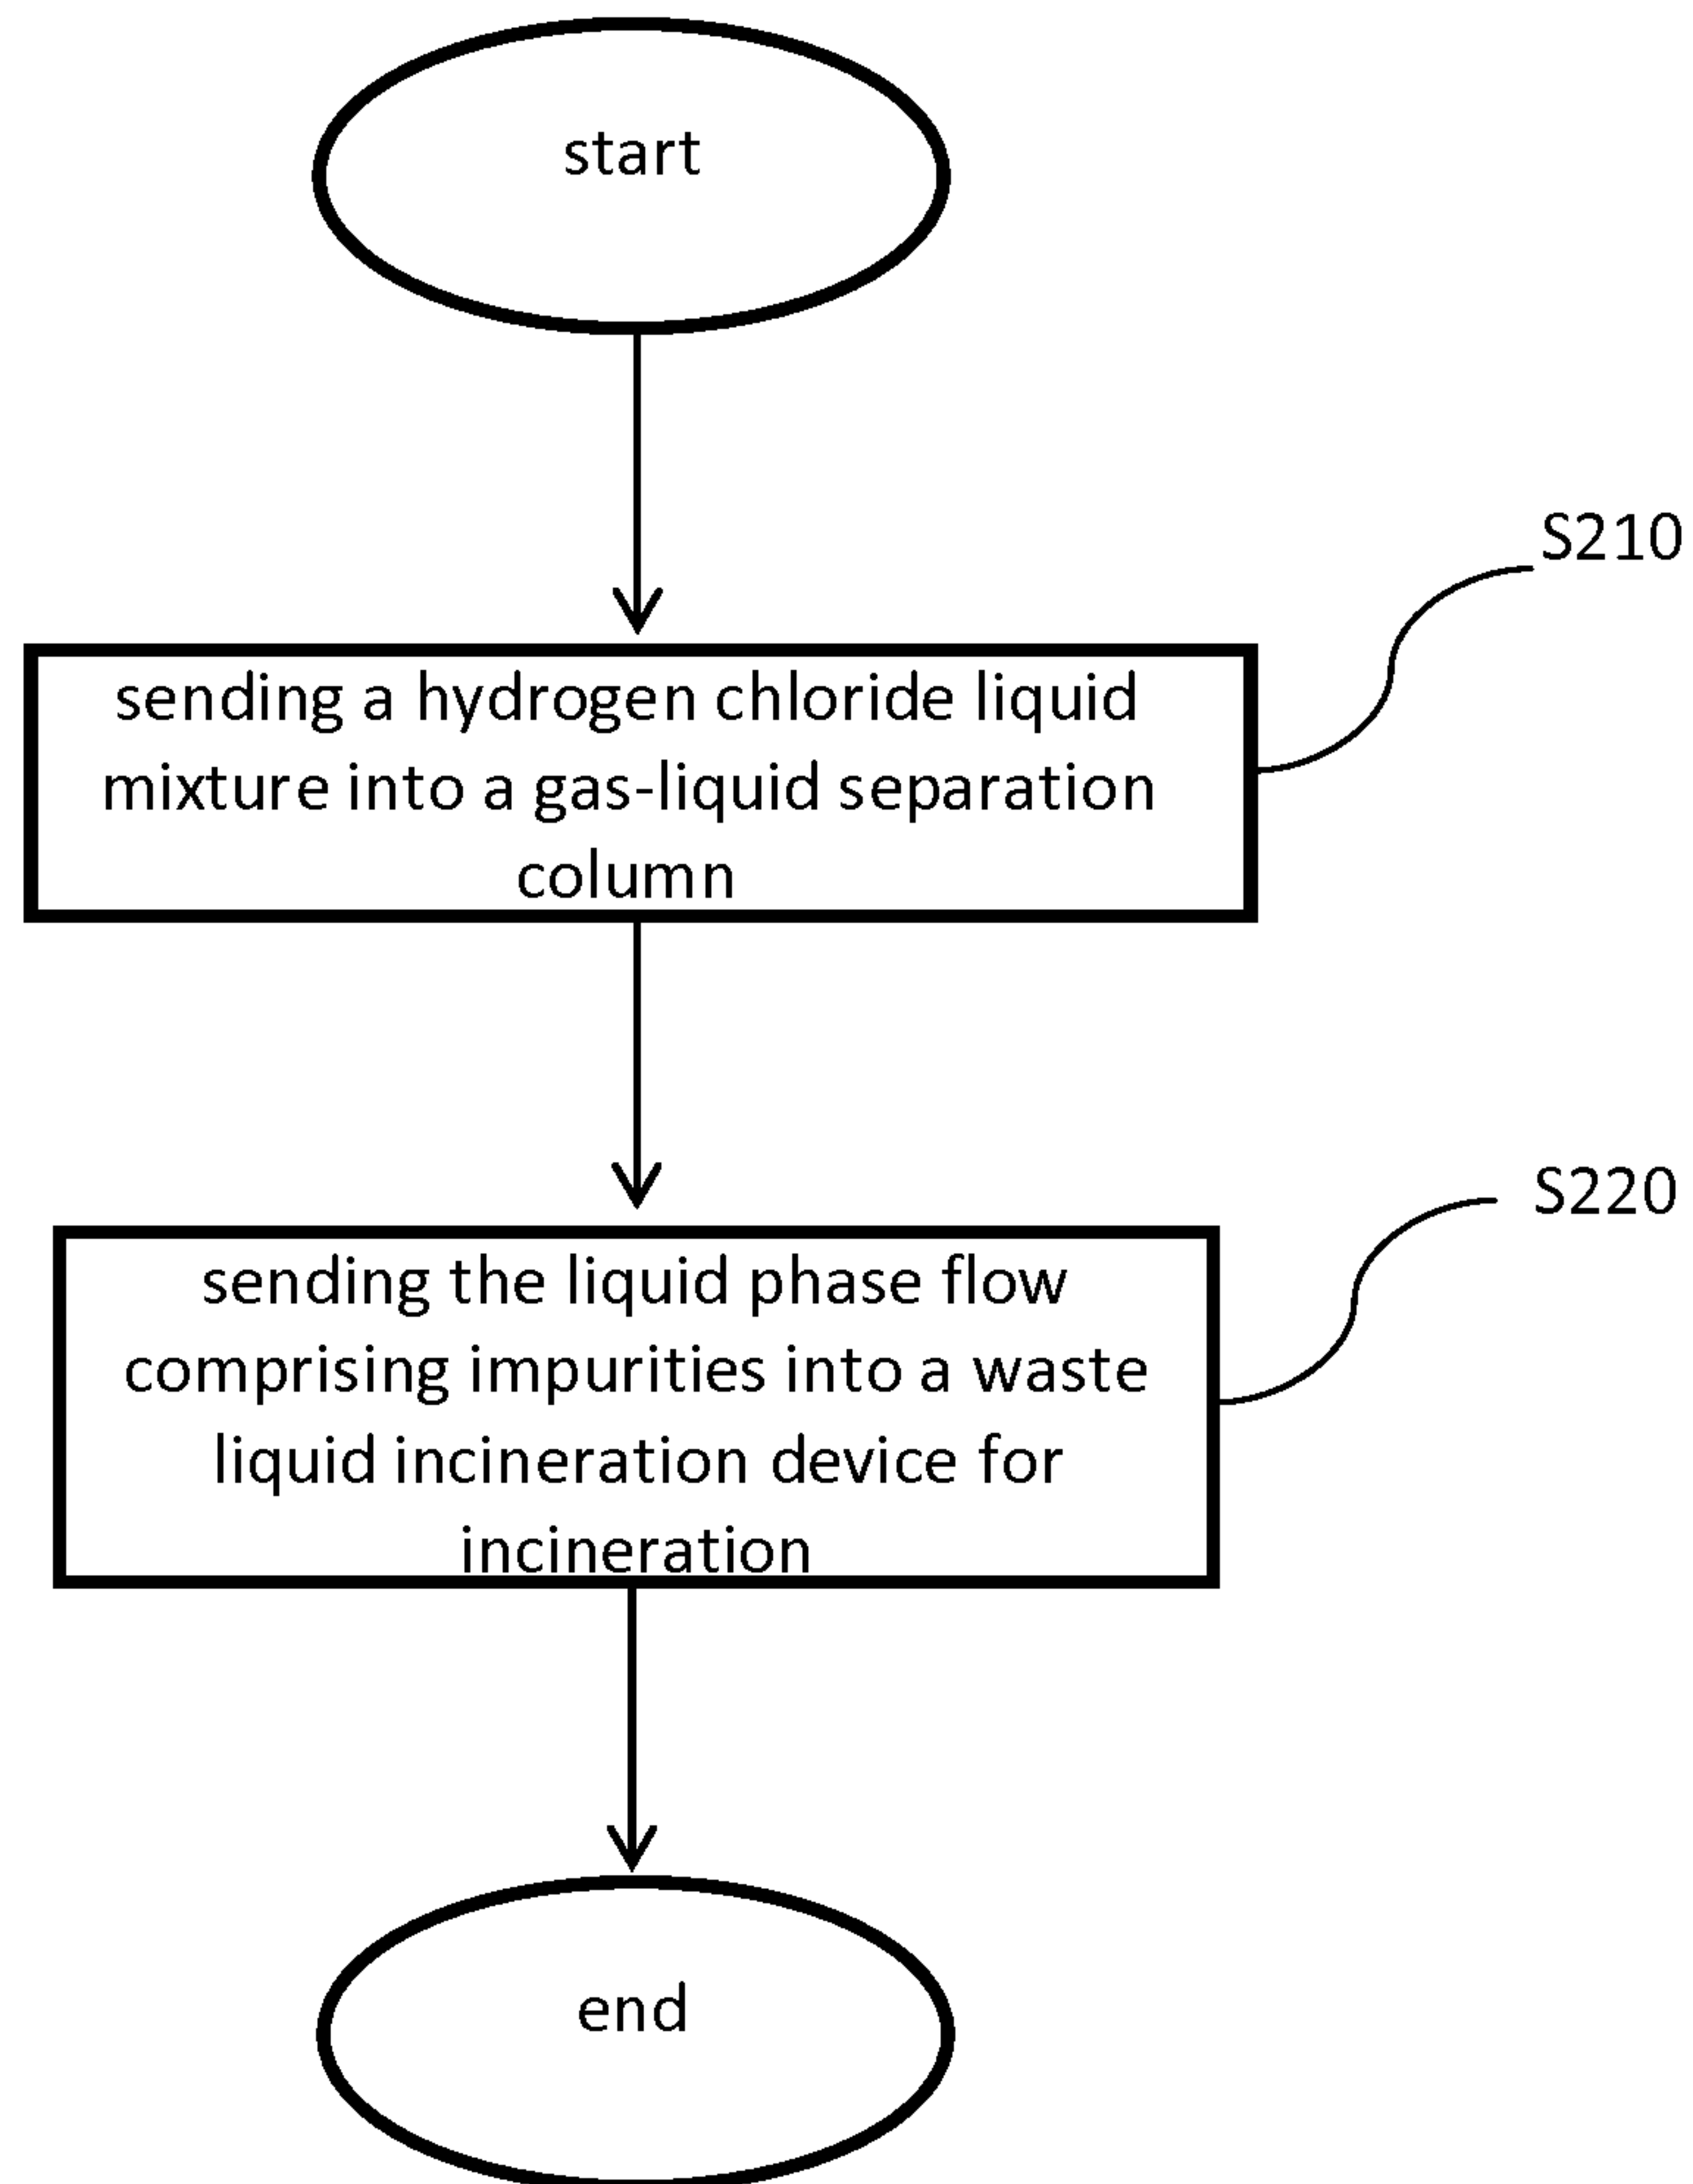 start
S210
sending a hydrogen chloride liquid
mixture into a gas-liquid separation
column
S220
sending the liquid phase flow
comprising impurities into a waste
liquid incineration device for
incineration
end